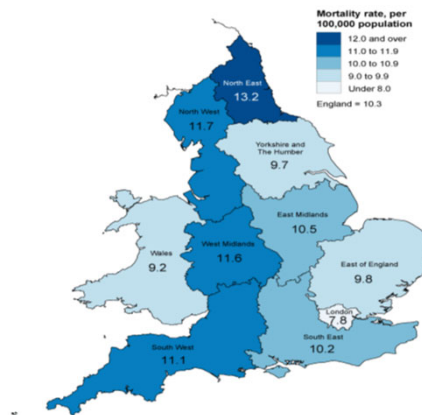 Mortality rate, per
100,000 population
12.0 and over
11.0 to 11.9
10.0 to 10.9
9.0 to 9.9
Under 8.0
England = 10.3
North East
13.2
North West
11.7
Yorkshire and
The Humber
9.7
East Midlands
10.5
West Midlands
11.6
Wales
9.2
East of England
9.8
London
7.8
South East
10.2
South West
11.1